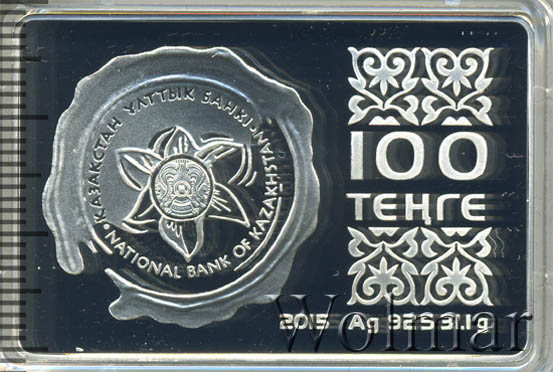 ҚАЗАҚСТАН ҰЛТТЫҚ БАНКІ
• NATIONAL BANK OF KAZAKHSTAN •
100
ТЕҢГЕ
2015 Ag 925 31.1g
Wolmar